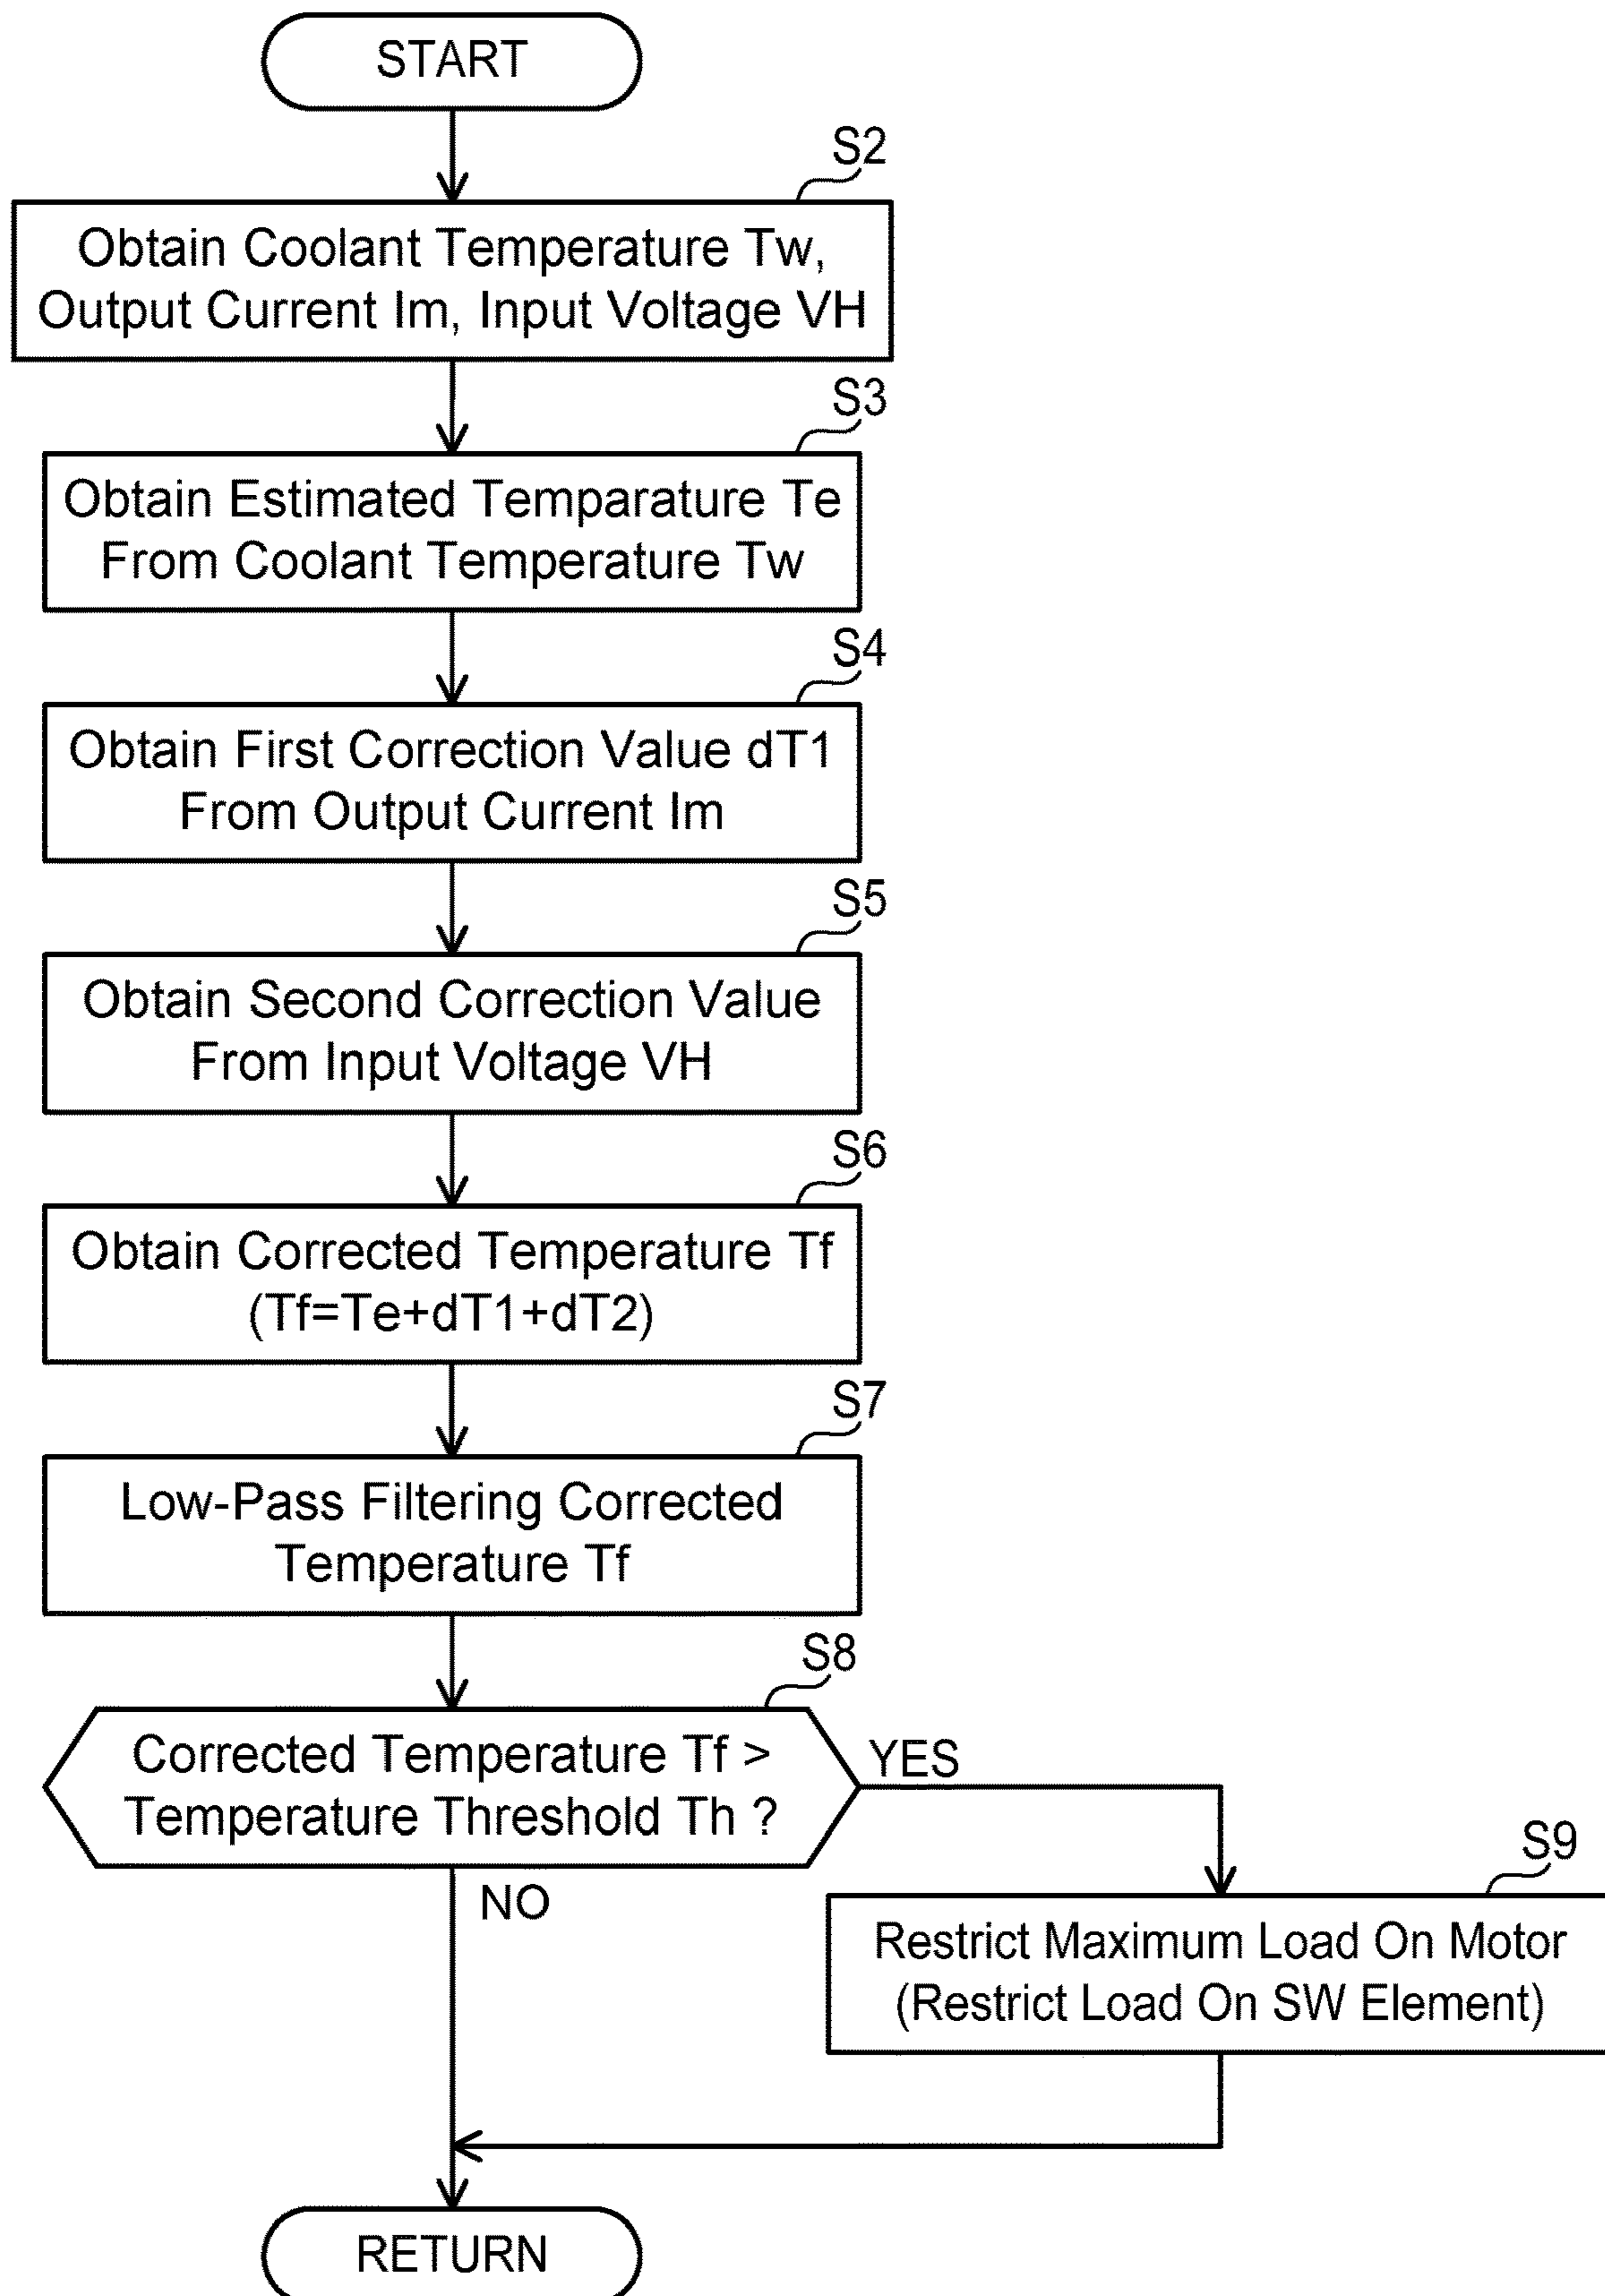 START
S2
Obtain Coolant Temperature Tw,
Output Current Im, Input Voltage VH
S3
Obtain Estimated Temparature Te
From Coolant Temperature Tw
S4
Obtain First Correction Value dT1
From Output Current Im
S5
Obtain Second Correction Value
From Input Voltage VH
S6
Obtain Corrected Temperature Tf
(Tf=Te+dT1+dT2)
S7
Low-Pass Filtering Corrected
Temperature Tf
S8
Corrected Temperature Tf >
Temperature Threshold Th ?
YES
NO
S9
Restrict Maximum Load On Motor
(Restrict Load On SW Element)
RETURN